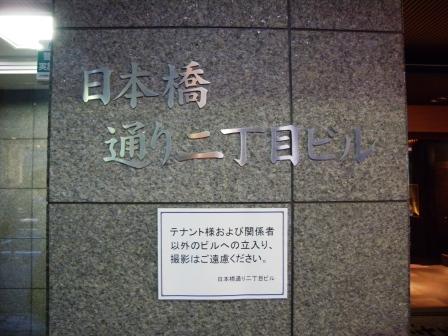 日本橋
通り二丁目ビル
テナント様および関係者
以外のビルへの立入り、
撮影はご遠慮ください。
日本橋通り二丁目ビル